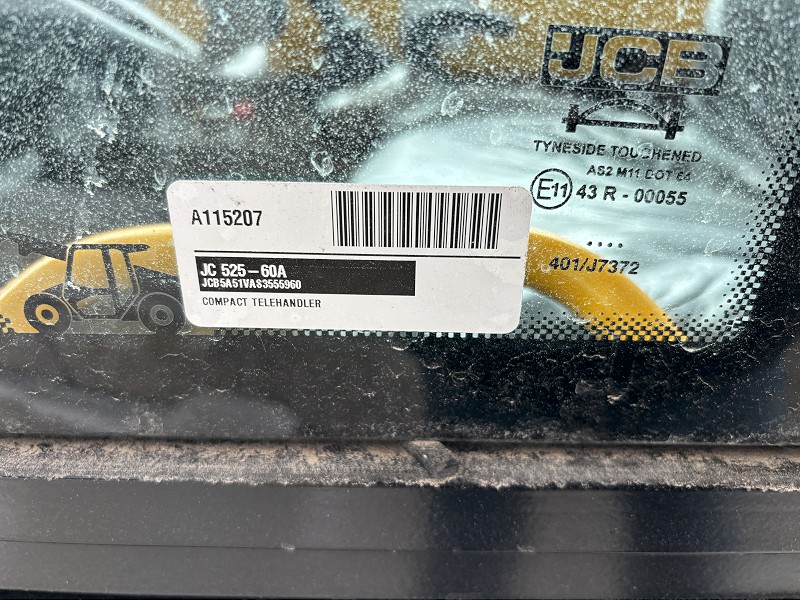 JCB
TYNESIDE TOUGHENED
AS2 M11 DOT 64
E11 43 R - 00055
....
401/J7372
A115207
JC 525-60A
JCB5A51VAS3555960
COMPACT TELEHANDLER